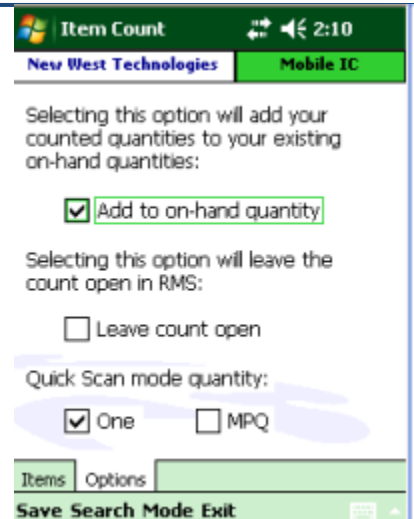 Item Count 2:10
New West Technologies Mobile IC
Selecting this option will add your
counted quantities to your existing
on-hand quantities:
Add to on-hand quantity
Selecting this option will leave the
count open in RMS:
Leave count open
Quick Scan mode quantity:
One MPQ
Items Options
Save Search Mode Exit